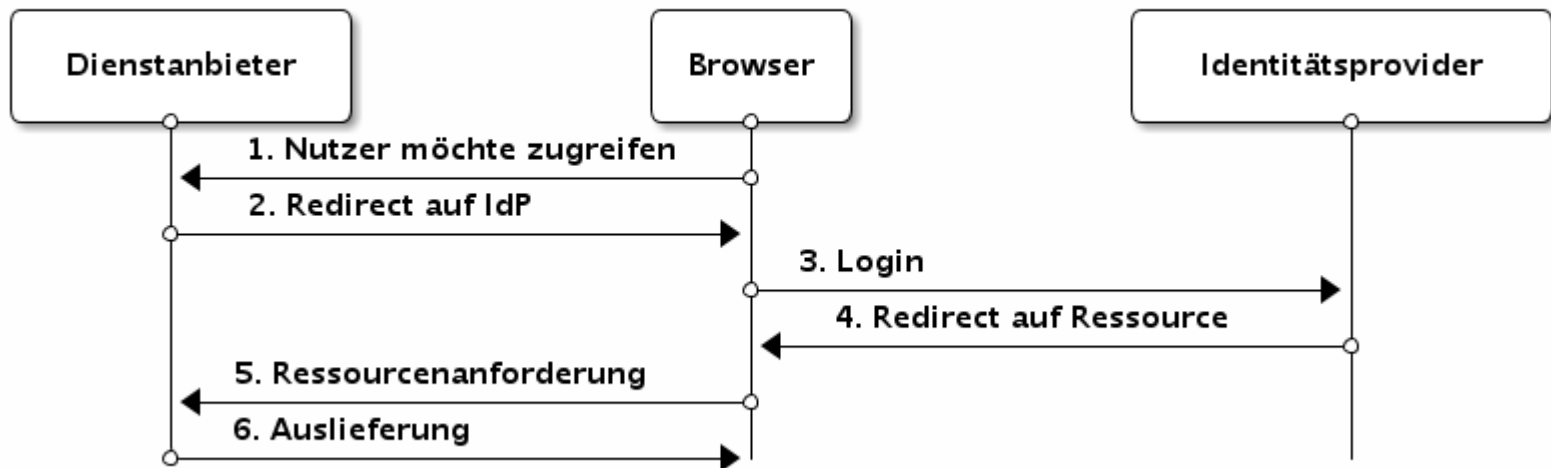 Dienstanbieter
Browser
Identitätsprovider
1. Nutzer möchte zugreifen
2. Redirect auf IdP
3. Login
4. Redirect auf Ressource
5. Ressourcenanforderung
6. Auslieferung